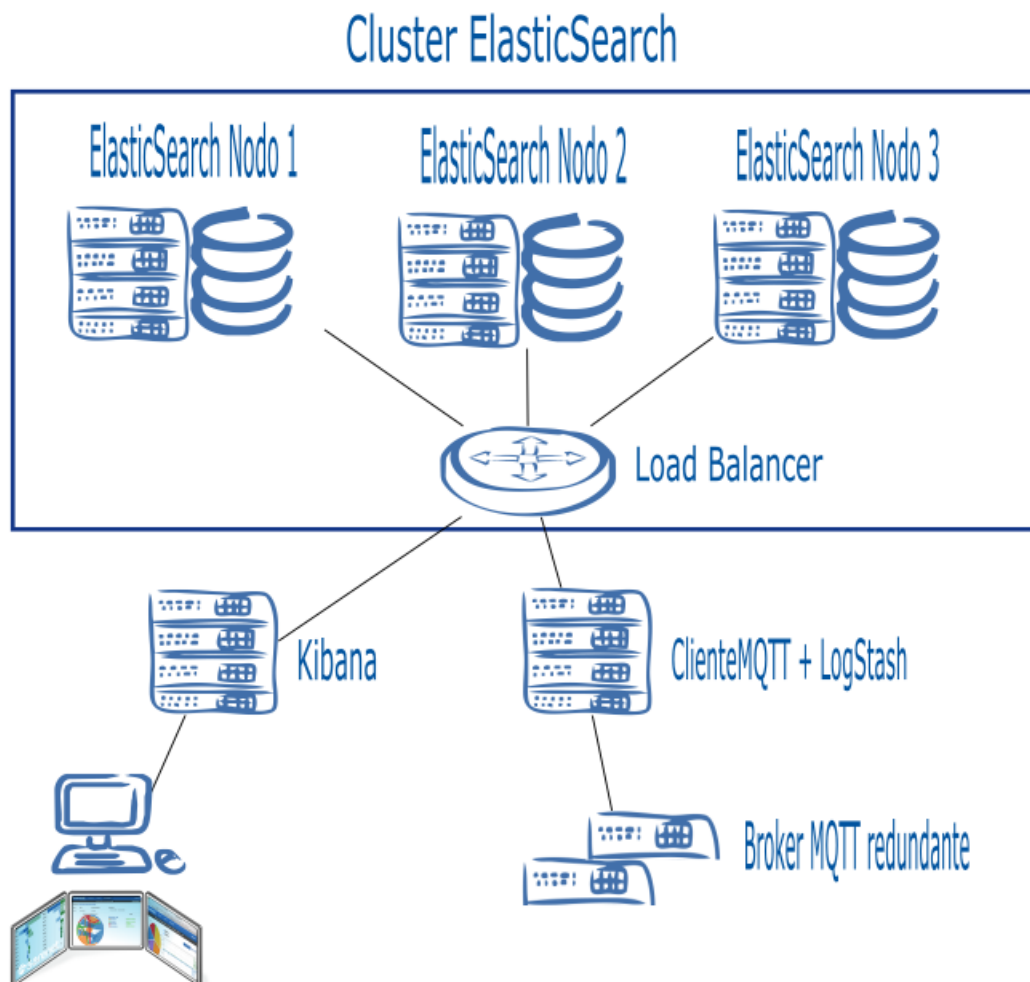 Cluster ElasticSearch
ElasticSearch Nodo 1
ElasticSearch Nodo 2
ElasticSearch Nodo 3
Load Balancer
Kibana
ClienteMQTT + LogStash
Broker MQTT redundante